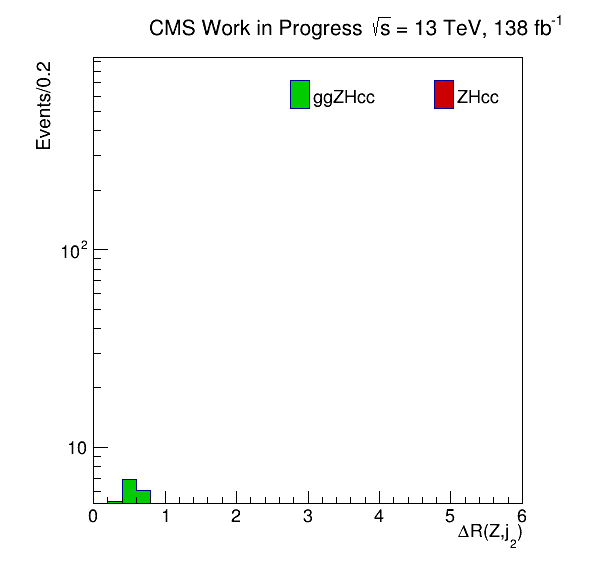 CMS Work in Progress √s = 13 TeV, 138 fb⁻¹
Events/0.2
ggZHcc ZHcc
10²
10
0 1 2 3 4 5 6
ΔR(Z,j₂)